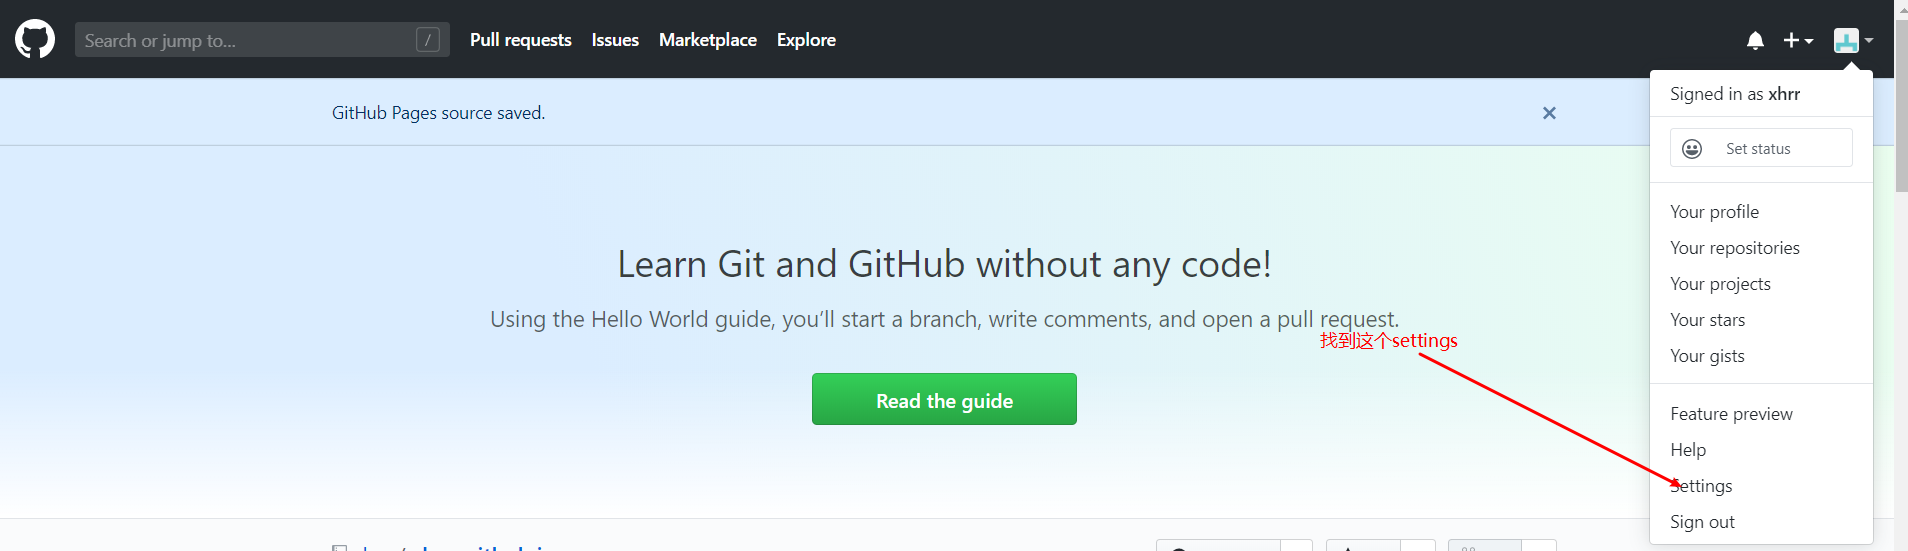 Search or jump to... /
Pull requests Issues Marketplace Explore
GitHub Pages source saved.
Learn Git and GitHub without any code!
Using the Hello World guide, you’ll start a branch, write comments, and open a pull request.
找到这个settings
Read the guide
Signed in as xhrr
Set status
Your profile
Your repositories
Your projects
Your stars
Your gists
Feature preview
Help
Settings
Sign out